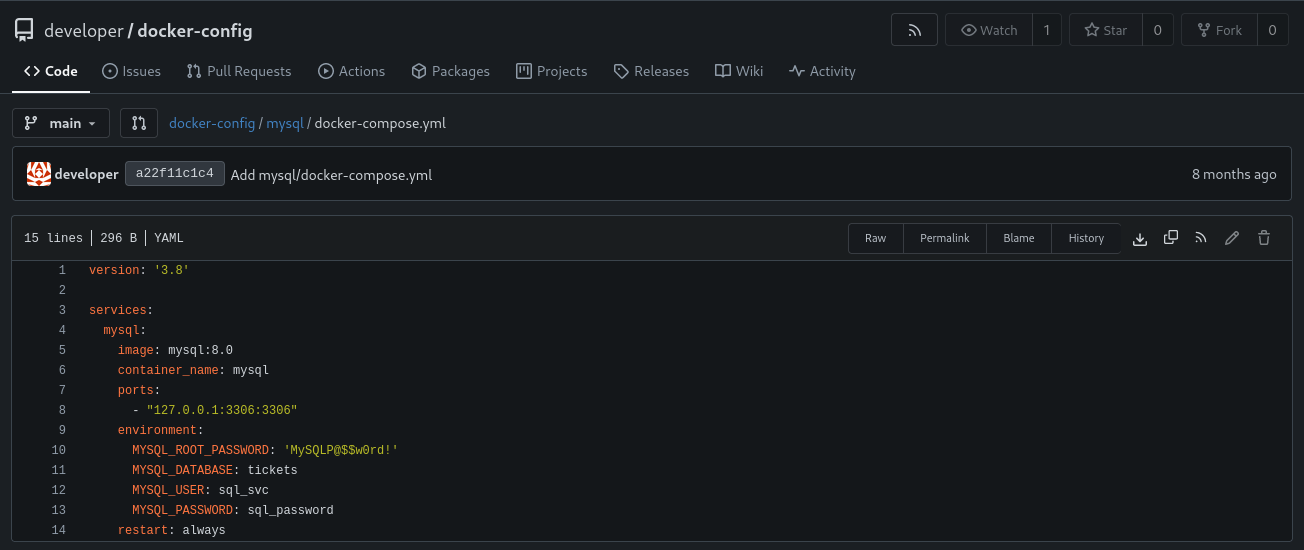 developer / docker-config
Watch 1
Star 0
Fork 0
Code
Issues
Pull Requests
Actions
Packages
Projects
Releases
Wiki
Activity
main
docker-config / mysql / docker-compose.yml
developer a22f11c1c4 Add mysql/docker-compose.yml 8 months ago
15 lines | 296 B | YAML
Raw
Permalink
Blame
History
1 version: '3.8'
2
3 services:
4   mysql:
5     image: mysql:8.0
6     container_name: mysql
7     ports:
8       - "127.0.0.1:3306:3306"
9     environment:
10       MYSQL_ROOT_PASSWORD: 'MySQLP@$$w0rd!'
11       MYSQL_DATABASE: tickets
12       MYSQL_USER: sql_svc
13       MYSQL_PASSWORD: sql_password
14     restart: always